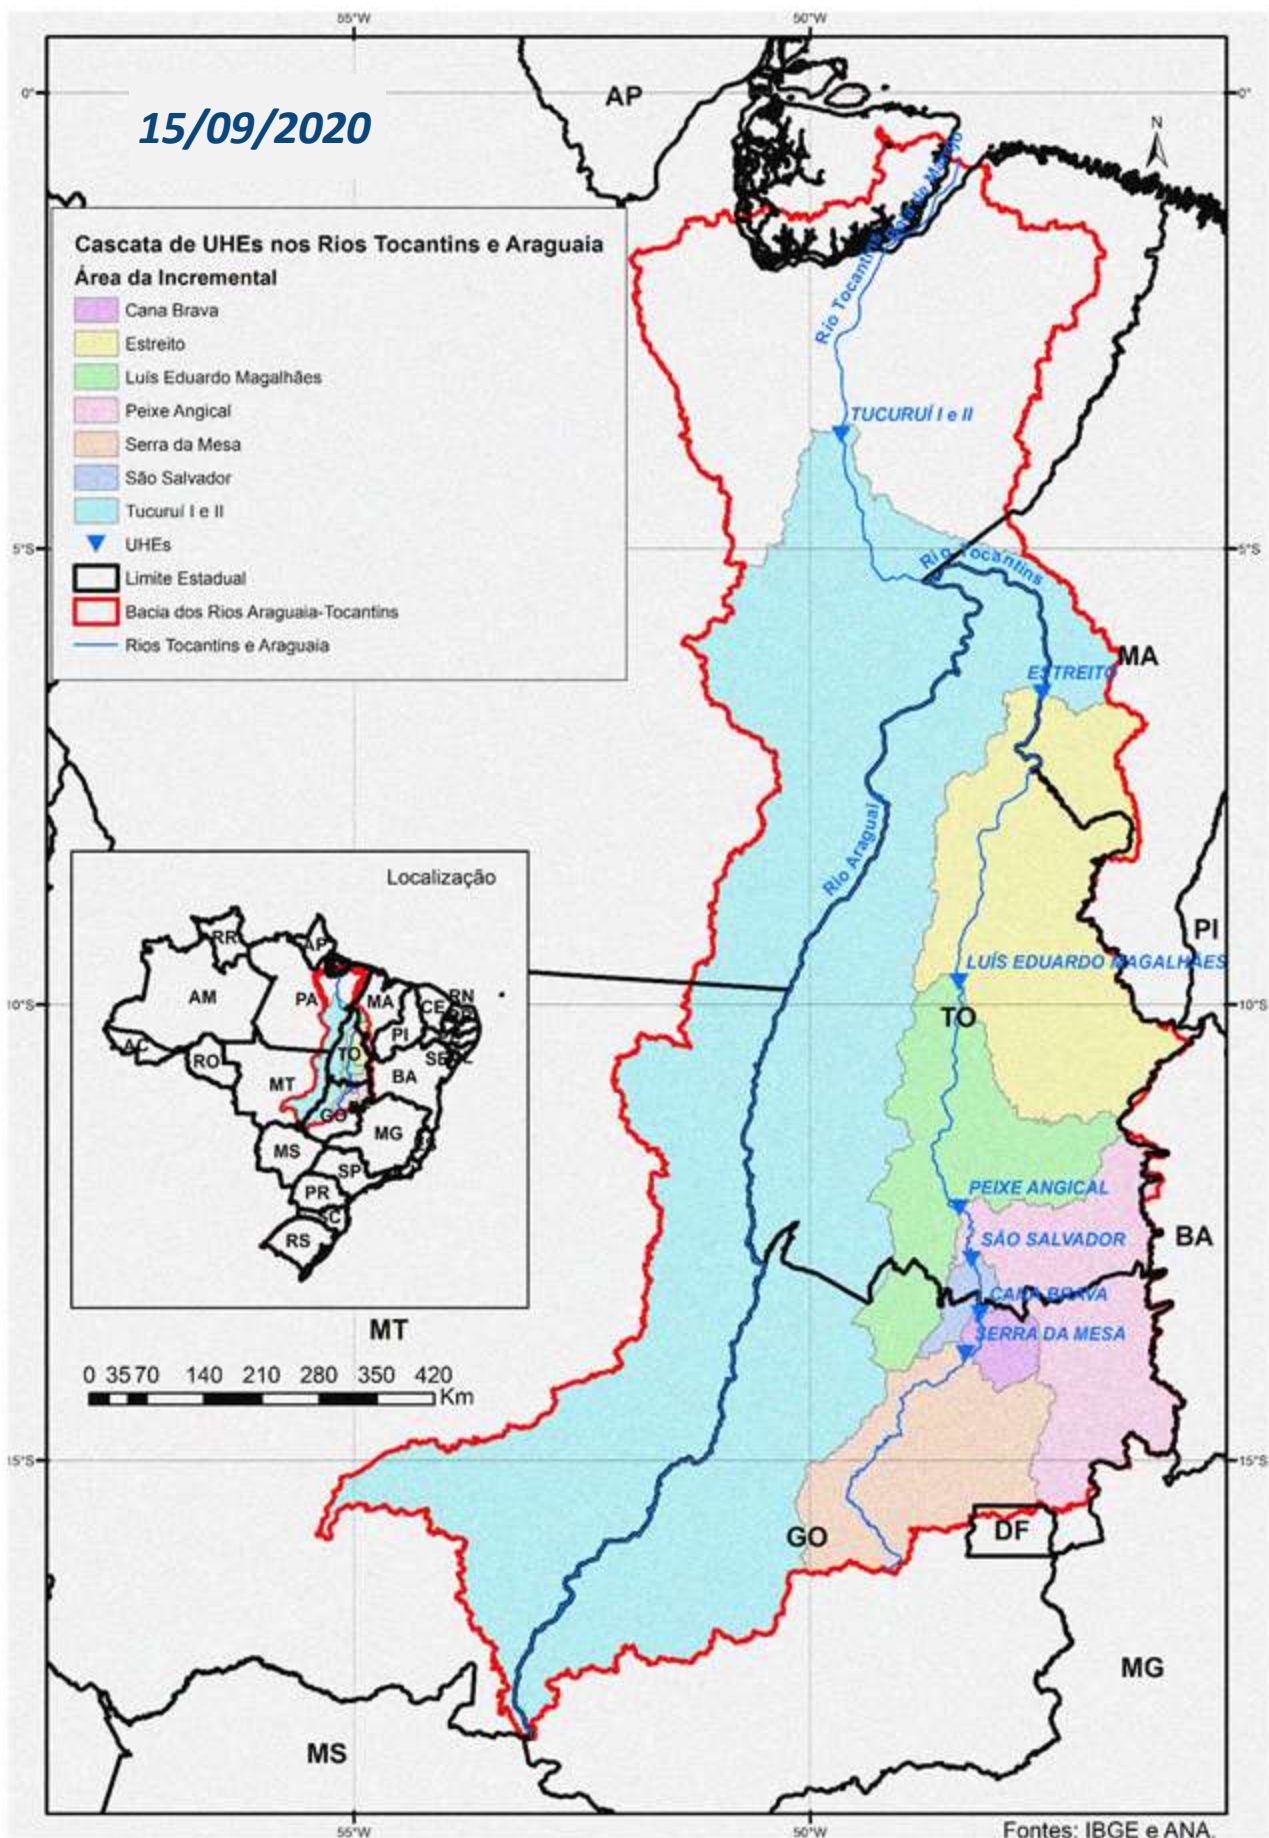 55°W 50°W
0° 0°
15/09/2020
AP
N
Cascata de UHEs nos Rios Tocantins e Araguaia
Área da Incremental
Cana Brava
Estreito
Luís Eduardo Magalhães
Peixe Angical
Serra da Mesa
São Salvador
Tucuruí I e II
UHEs
Limite Estadual
Bacia dos Rios Araguaia-Tocantins
Rios Tocantins e Araguaia
Rio Tocantins
TUCURUÍ I e II
5°S 5°S
Rio Tocantins
MA
ESTREITO
Rio Araguai
PI
LUÍS EDUARDO MAGALHÃES
10°S 10°S
TO
PEIXE ANGICAL
SÃO SALVADOR
BA
CANA BRAVA
SERRA DA MESA
Localização
RR AP
AM PA MA CE RN
PI
AC RO TO SE
MT BA
GO
MS MG
SP
PR
SC
RS
MT
0 35 70 140 210 280 350 420
Km
15°S 15°S
GO DF
MG
MS
55°W 50°W
Fontes: IBGE e ANA.